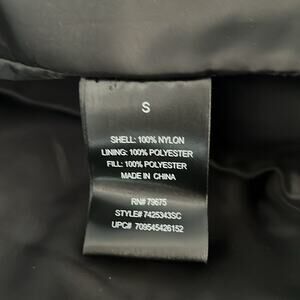 S
SHELL: 100% NYLON
LINING: 100% POLYESTER
FILL: 100% POLYESTER
MADE IN CHINA
RN# 79675
STYLE# 7425343SC
UPC# 709545426152